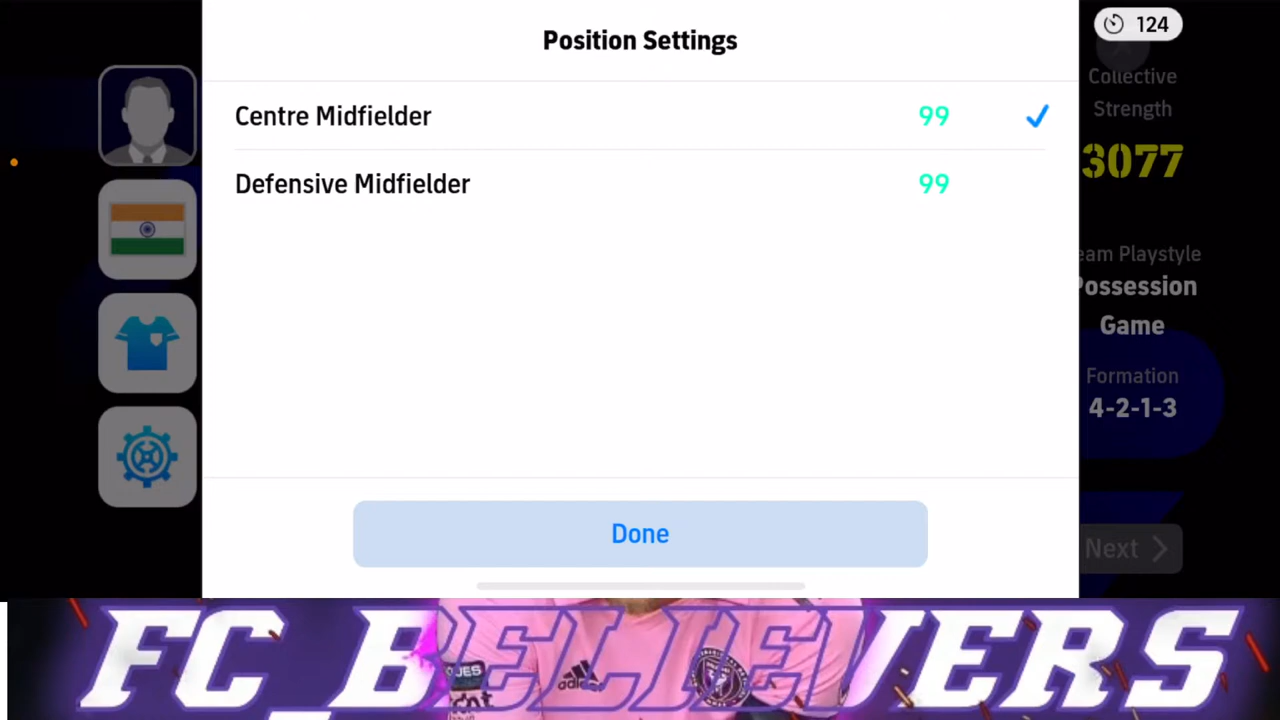 Position Settings
124
Centre Midfielder 99
Defensive Midfielder 99
Collective
Strength
3077
eam Playstyle
Possession
Game
Formation
4-2-1-3
Next
Done
FC_BELIEVERS
JES
adidas